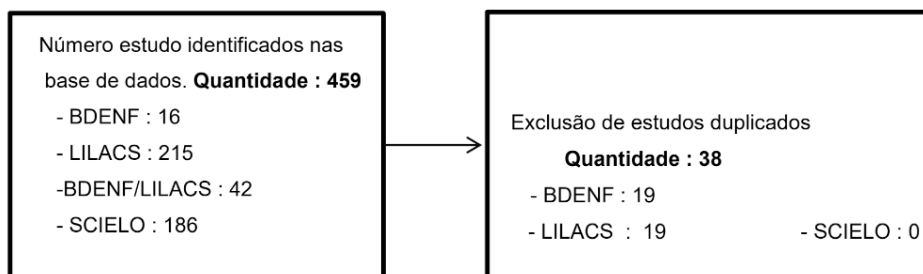 Número estudo identificados nas
base de dados. Quantidade : 459
- BDENF : 16
- LILACS : 215
-BDENF/LILACS : 42
- SCIELO : 186
Exclusão de estudos duplicados
Quantidade : 38
- BDENF : 19
- LILACS : 19 - SCIELO : 0